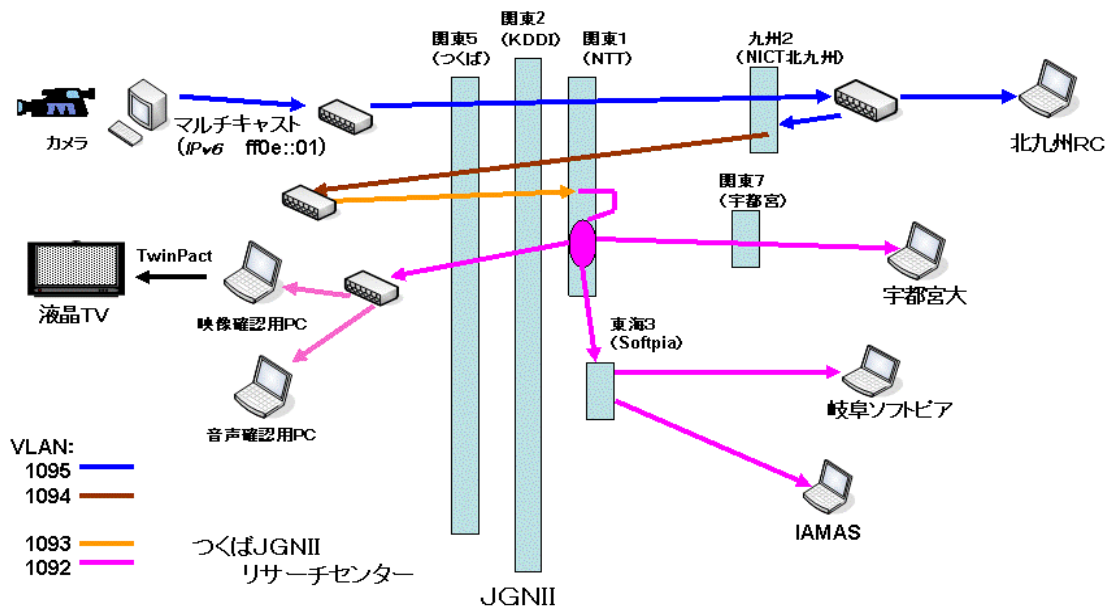 関東2
(KDDI)
関東5
(つくば)
関東1
(NTT)
九州2
(NICT北九州)
カメラ
マルチキャスト
(IPv6 ff0e::01)
北九州RC
関東7
(宇都宮)
TwinPact
液晶TV
映像確認用PC
宇都宮大
東海3
(Softpia)
音声確認用PC
岐阜ソフトピア
VLAN:
1095
1094
1093
1092
IAMAS
つくばJGNII
リサーチセンター
JGNII